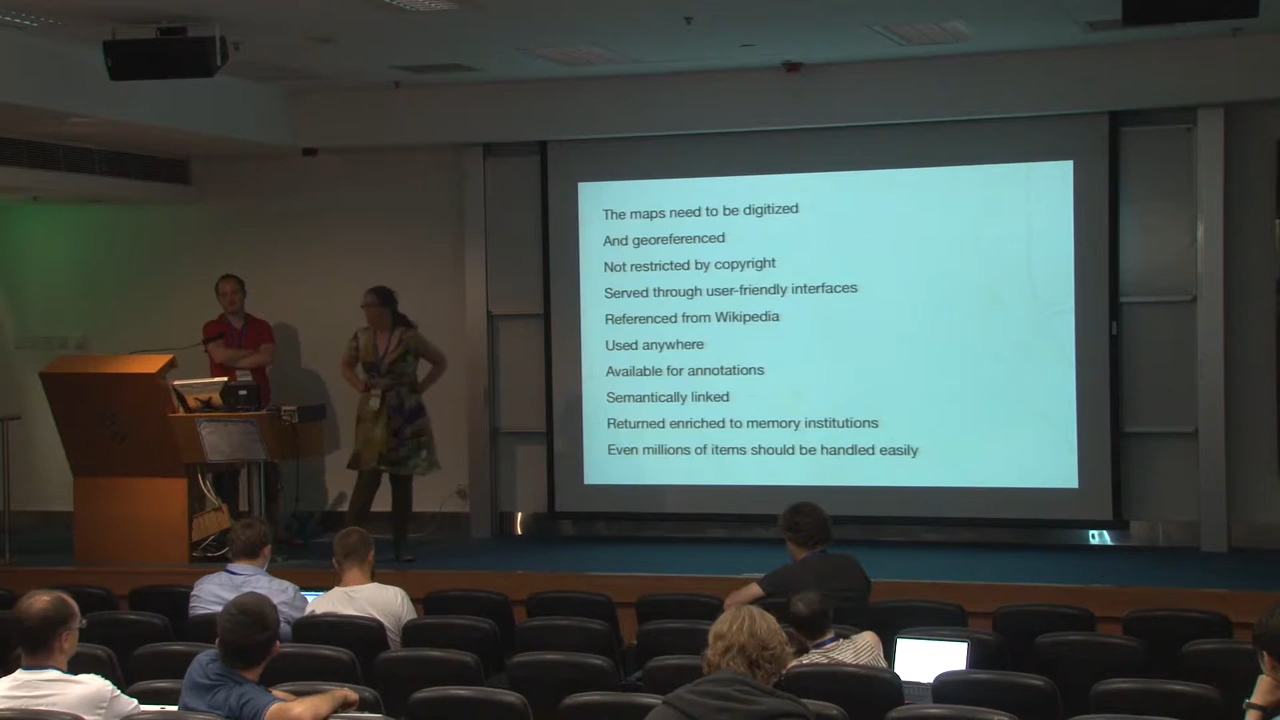 The maps need to be digitized
And georeferenced
Not restricted by copyright
Served through user-friendly interfaces
Referenced from Wikipedia
Used anywhere
Available for annotations
Semantically linked
Returned enriched to memory institutions
Even millions of items should be handled easily